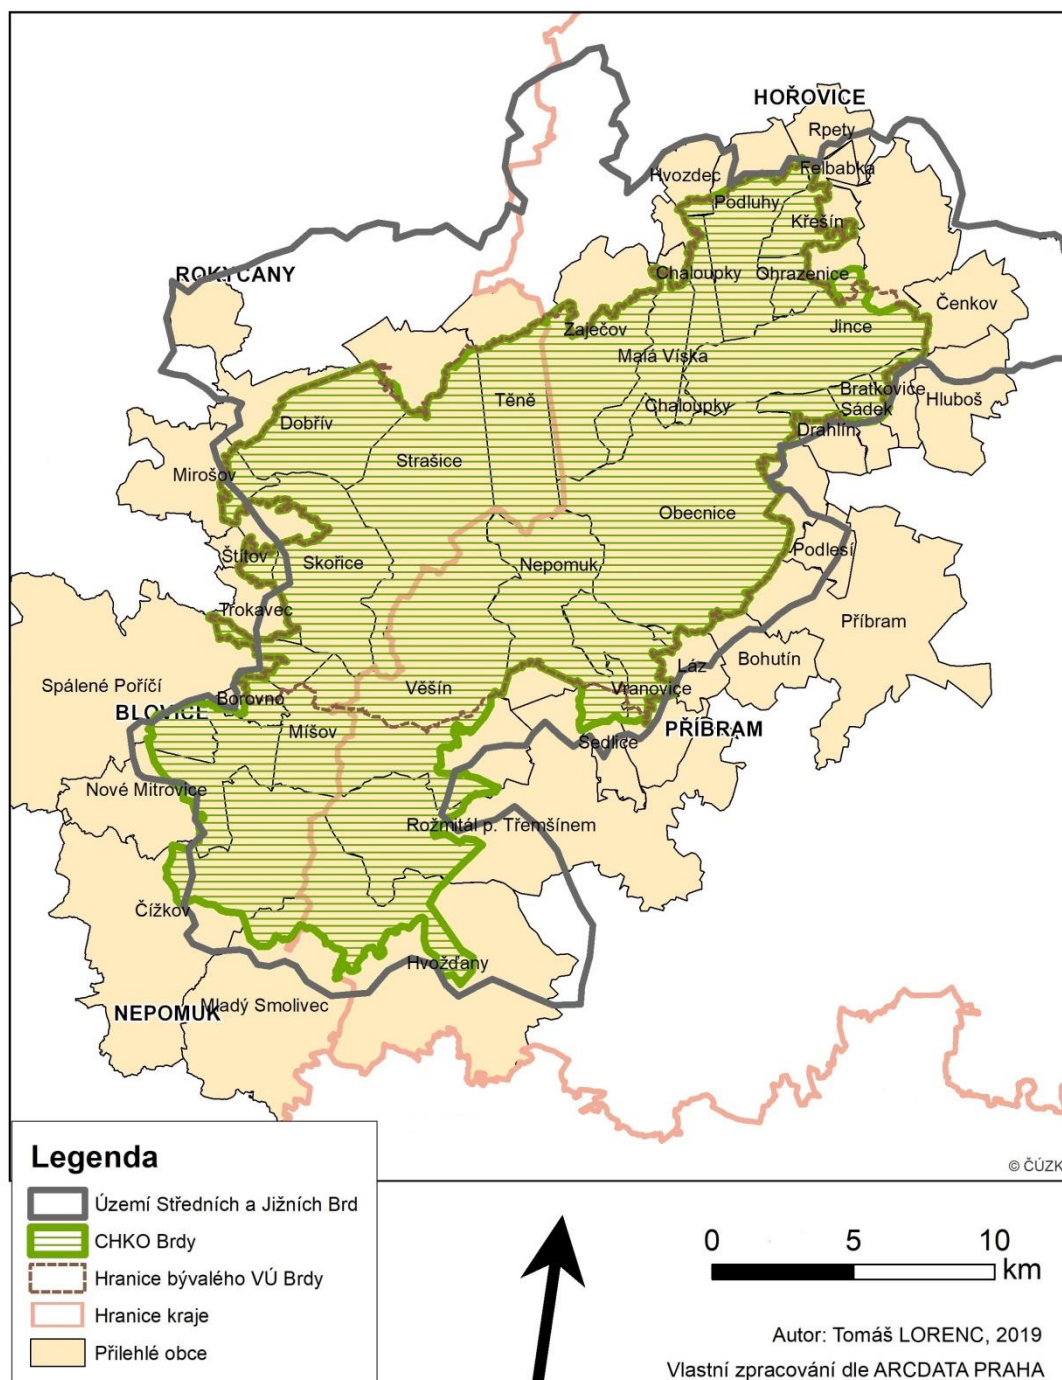 HOŘOVICE
Rpety
Felbabka
Hvozdec
Podluhy
Křešín
ROKYCANY
Chaloupky
Ohrazenice
Čenkov
Zaječov
Jince
Malá Víska
Bratkovice
Hluboš
Těně
Chaloupky
Sádek
Dobřív
Drahlín
Strašice
Mirošov
Obecnice
Podlesí
Štítov
Skořice
Nepomuk
Trokavec
Příbram
Láz
Bohutín
Spálené Poříčí
Věšín
Vranovice
Borovno
BLOVICE
Míšov
PŘÍBRAM
Sedlice
Nové Mitrovice
Rožmitál p. Třemšínem
Čížkov
Hvožďany
Mladý Smolivec
NEPOMUK
© ČÚZK
Legenda
Území Středních a Jižních Brd
CHKO Brdy
Hranice bývalého VÚ Brdy
Hranice kraje
Přilehlé obce
0 5 10
km
Autor: Tomáš LORENC, 2019
Vlastní zpracování dle ARCDATA PRAHA